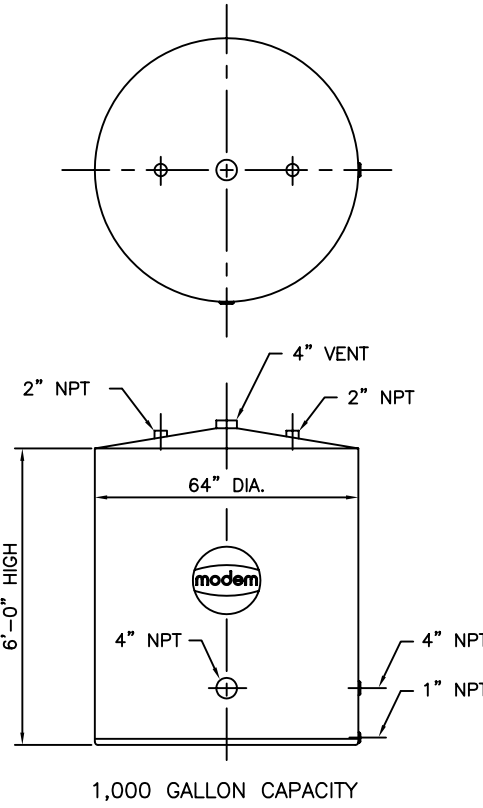 4” VENT
2” NPT
2” NPT
64” DIA.
6’-0” HIGH
modern
4” NPT
4” NPT
1” NPT
1,000 GALLON CAPACITY